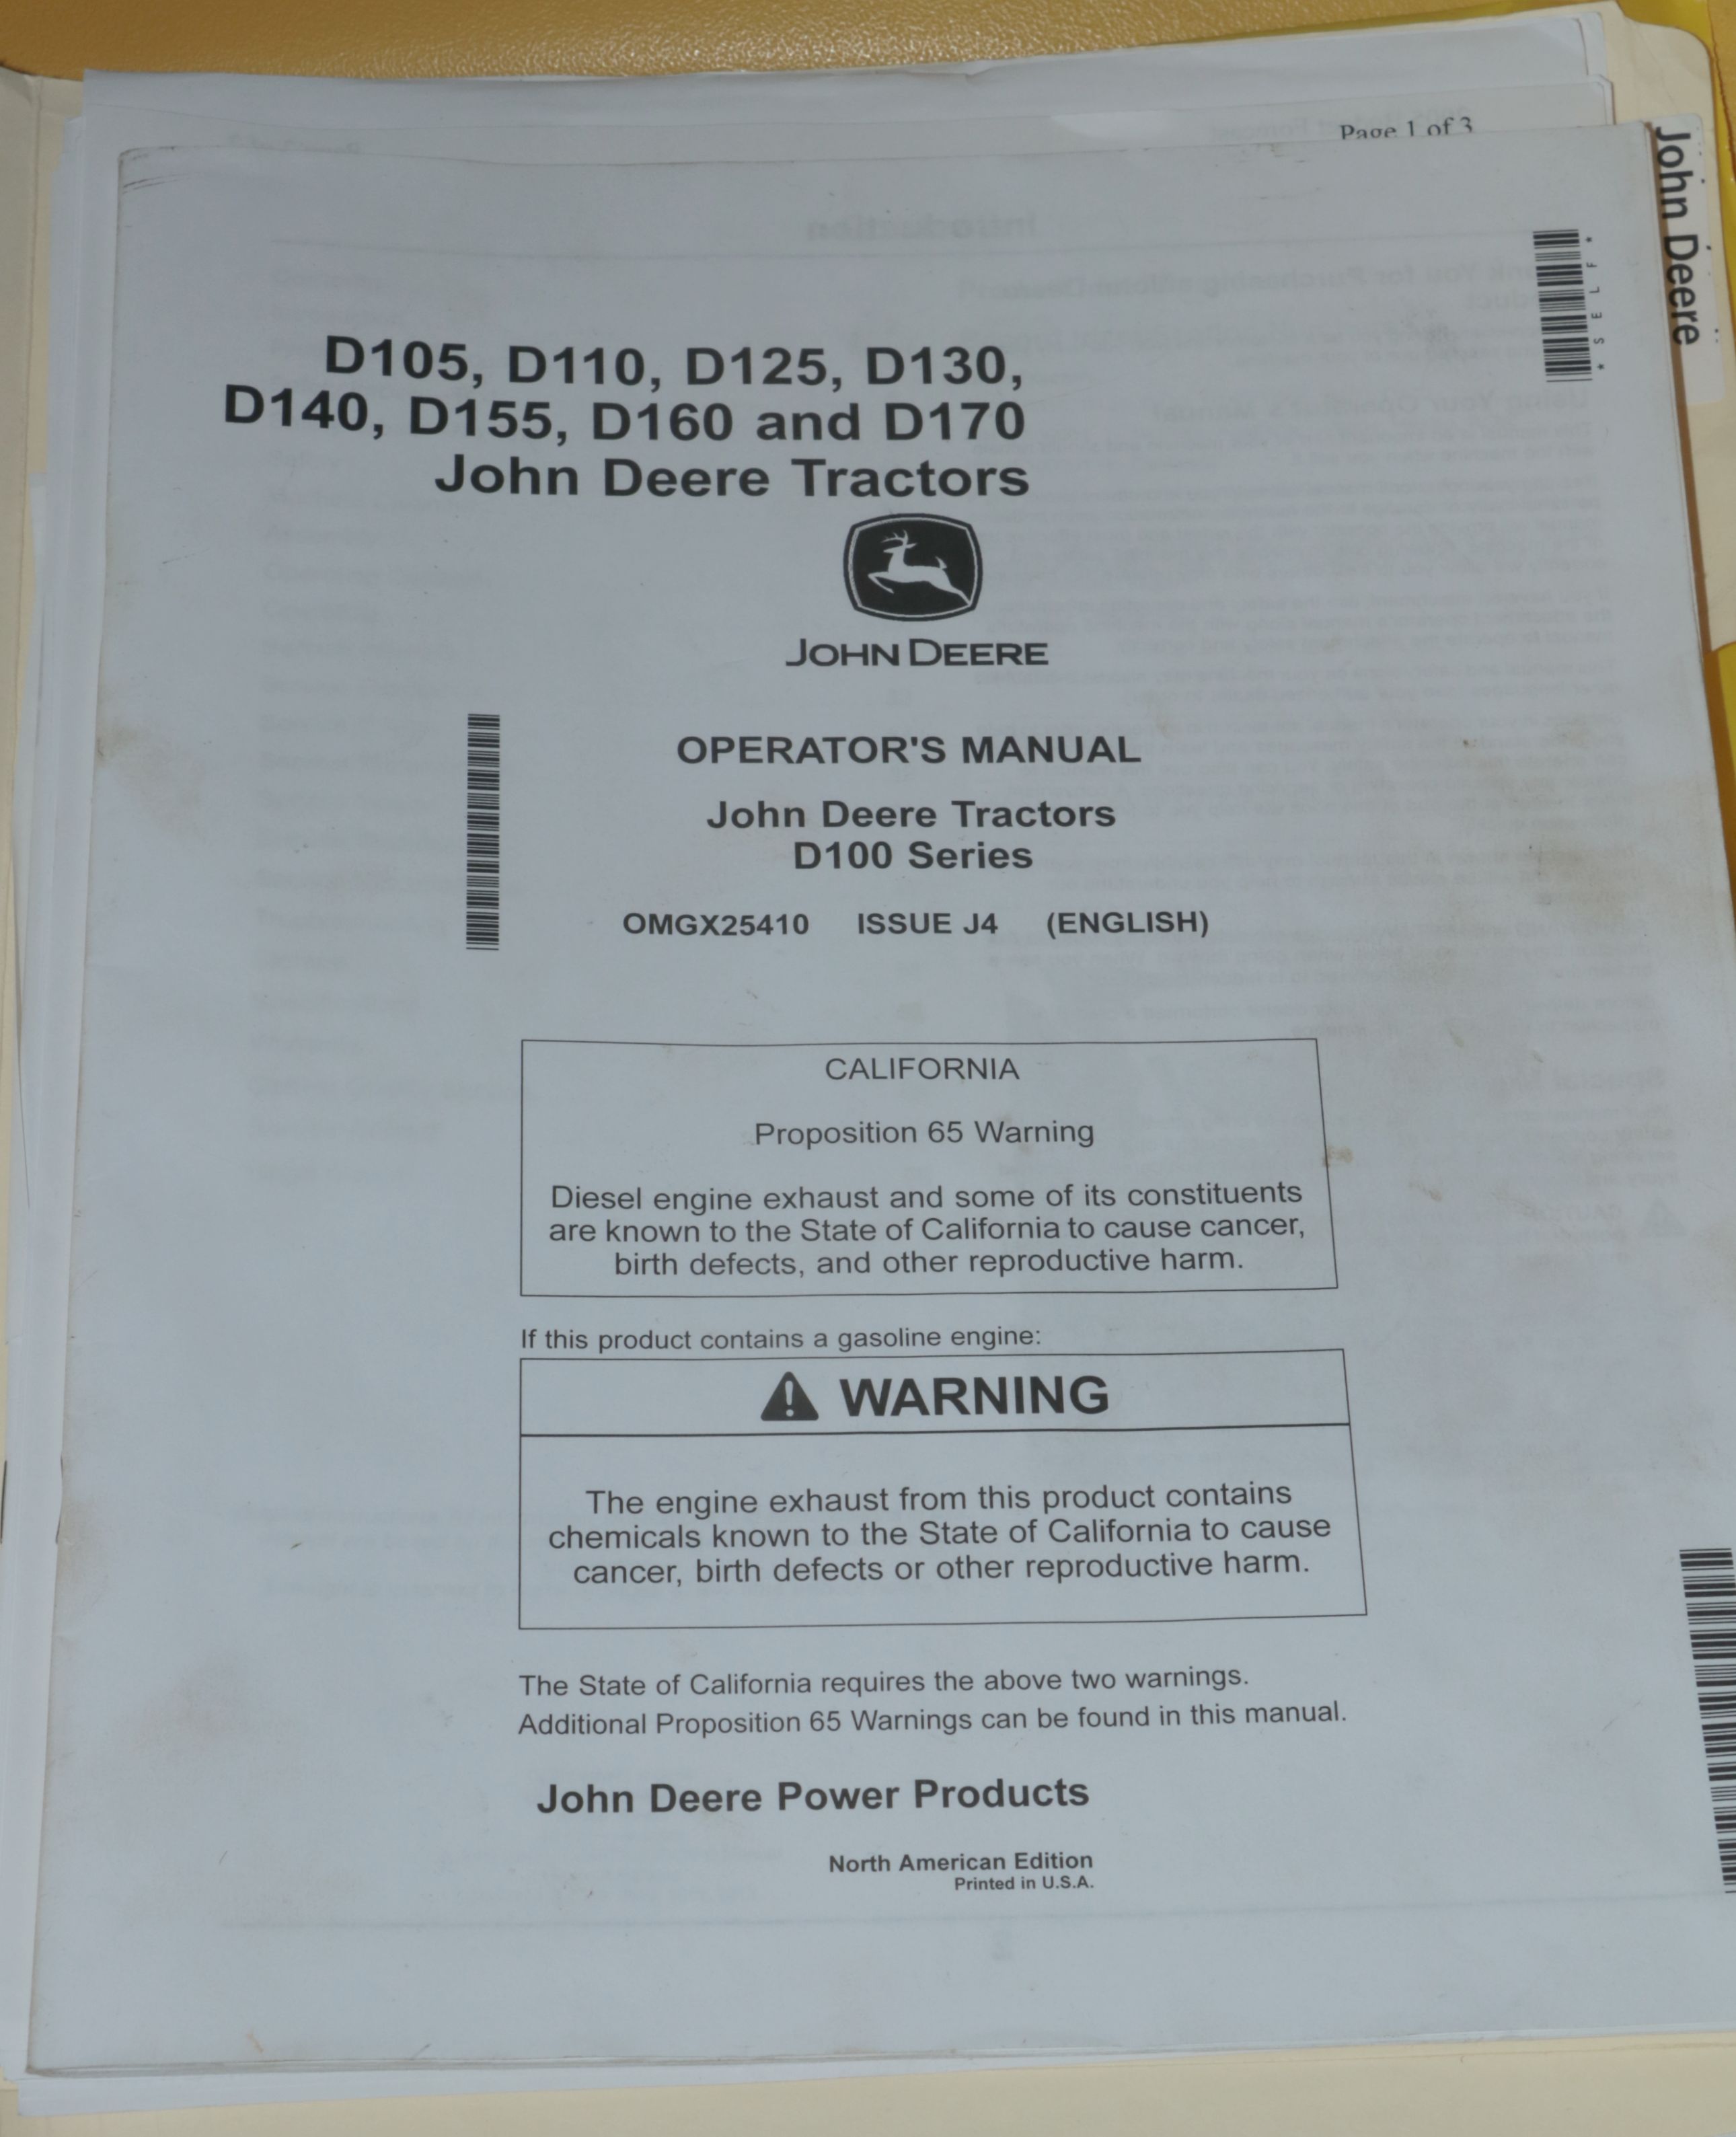 Page 1 of 3
John Deere
* F L E S *
D105, D110, D125, D130,
D140, D155, D160 and D170
John Deere Tractors
JOHN DEERE
OPERATOR'S MANUAL
John Deere Tractors
D100 Series
OMGX25410 ISSUE J4 (ENGLISH)
CALIFORNIA
Proposition 65 Warning
Diesel engine exhaust and some of its constituents
are known to the State of California to cause cancer,
birth defects, and other reproductive harm.
If this product contains a gasoline engine:
WARNING
The engine exhaust from this product contains
chemicals known to the State of California to cause
cancer, birth defects or other reproductive harm.
The State of California requires the above two warnings.
Additional Proposition 65 Warnings can be found in this manual.
John Deere Power Products
North American Edition
Printed in U.S.A.